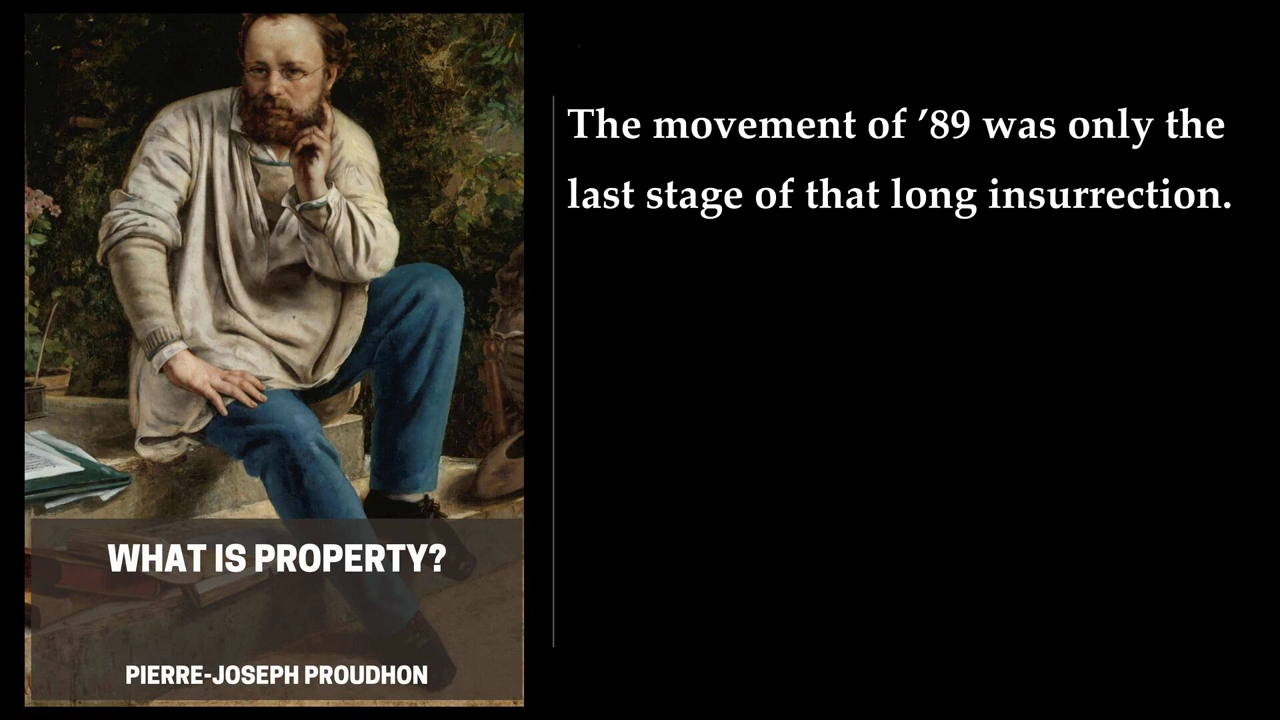 The movement of ’89 was only the
last stage of that long insurrection.
WHAT IS PROPERTY?
PIERRE-JOSEPH PROUDHON